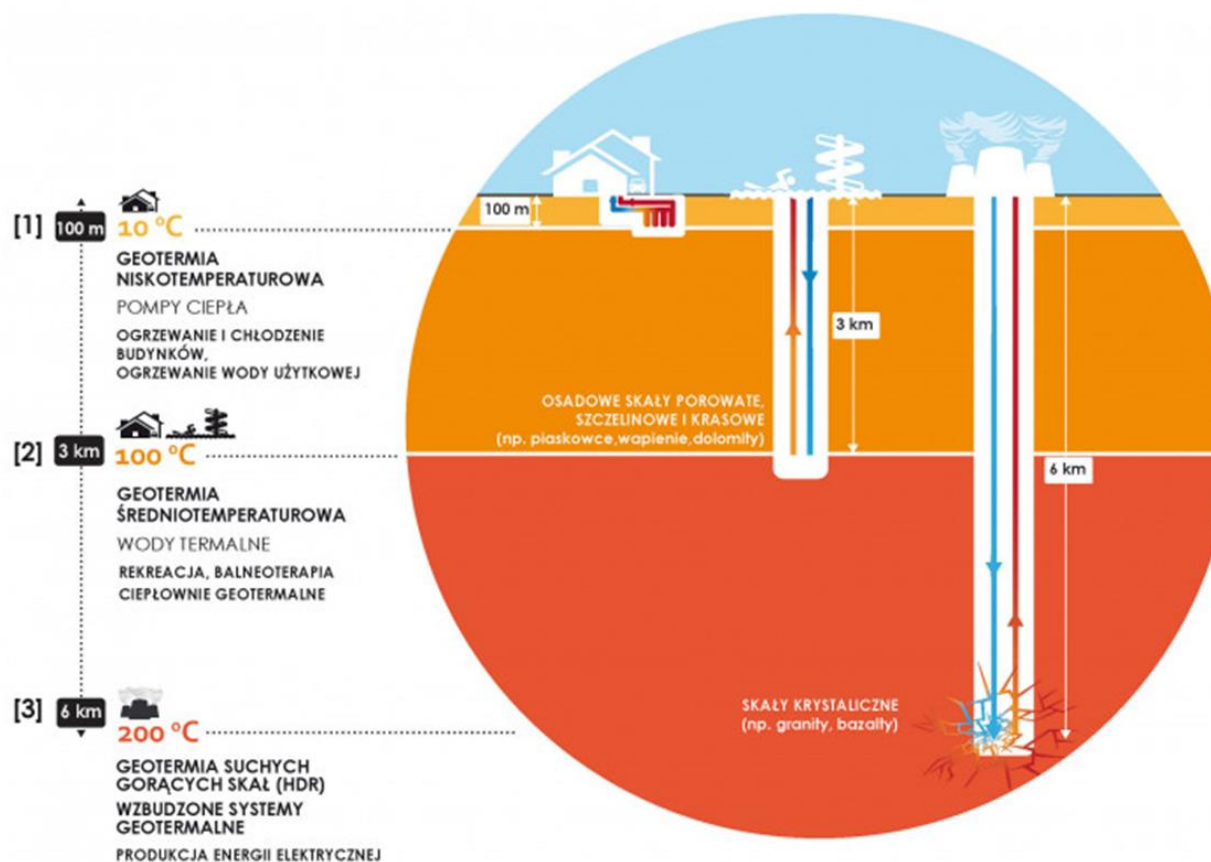 [1] 100 m 10 °C
GEOTERMIA
NISKOTEMPERATUROWA
POMPY CIEPŁA
OGRZEWANIE I CHŁODZENIE
BUDYNKÓW,
OGRZEWANIE WODY UŻYTKOWEJ
[2] 3 km 100 °C
GEOTERMIA
ŚREDNIOTEMPERATUROWA
WODY TERMALNE
REKREACJA, BALNEOTERAPIA
CIEPŁOWNIE GEOTERMALNE
[3] 6 km 200 °C
GEOTERMIA SUCHYCH
GORĄCYCH SKAŁ (HDR)
WZBUDZONE SYSTEMY
GEOTERMALNE
PRODUKCJA ENERGII ELEKTRYCZNEJ
100 m
3 km
OSADOWE SKAŁY POROWATE,
SZCZELINOWE I KRASOWE
(np. piaskowce,wapienie,dolomity)
6 km
SKAŁY KRYSTALICZNE
(np. granity, bazalty)